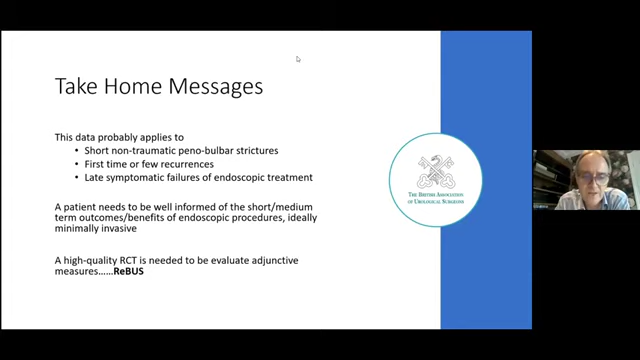 Take Home Messages
This data probably applies to
• Short non-traumatic peno-bulbar strictures
• First time or few recurrences
• Late symptomatic failures of endoscopic treatment
A patient needs to be well informed of the short/medium
term outcomes/benefits of endoscopic procedures, ideally
minimally invasive
A high-quality RCT is needed to be evaluate adjunctive
measures……ReBUS
THE BRITISH ASSOCIATION
OF UROLOGICAL SURGEONS